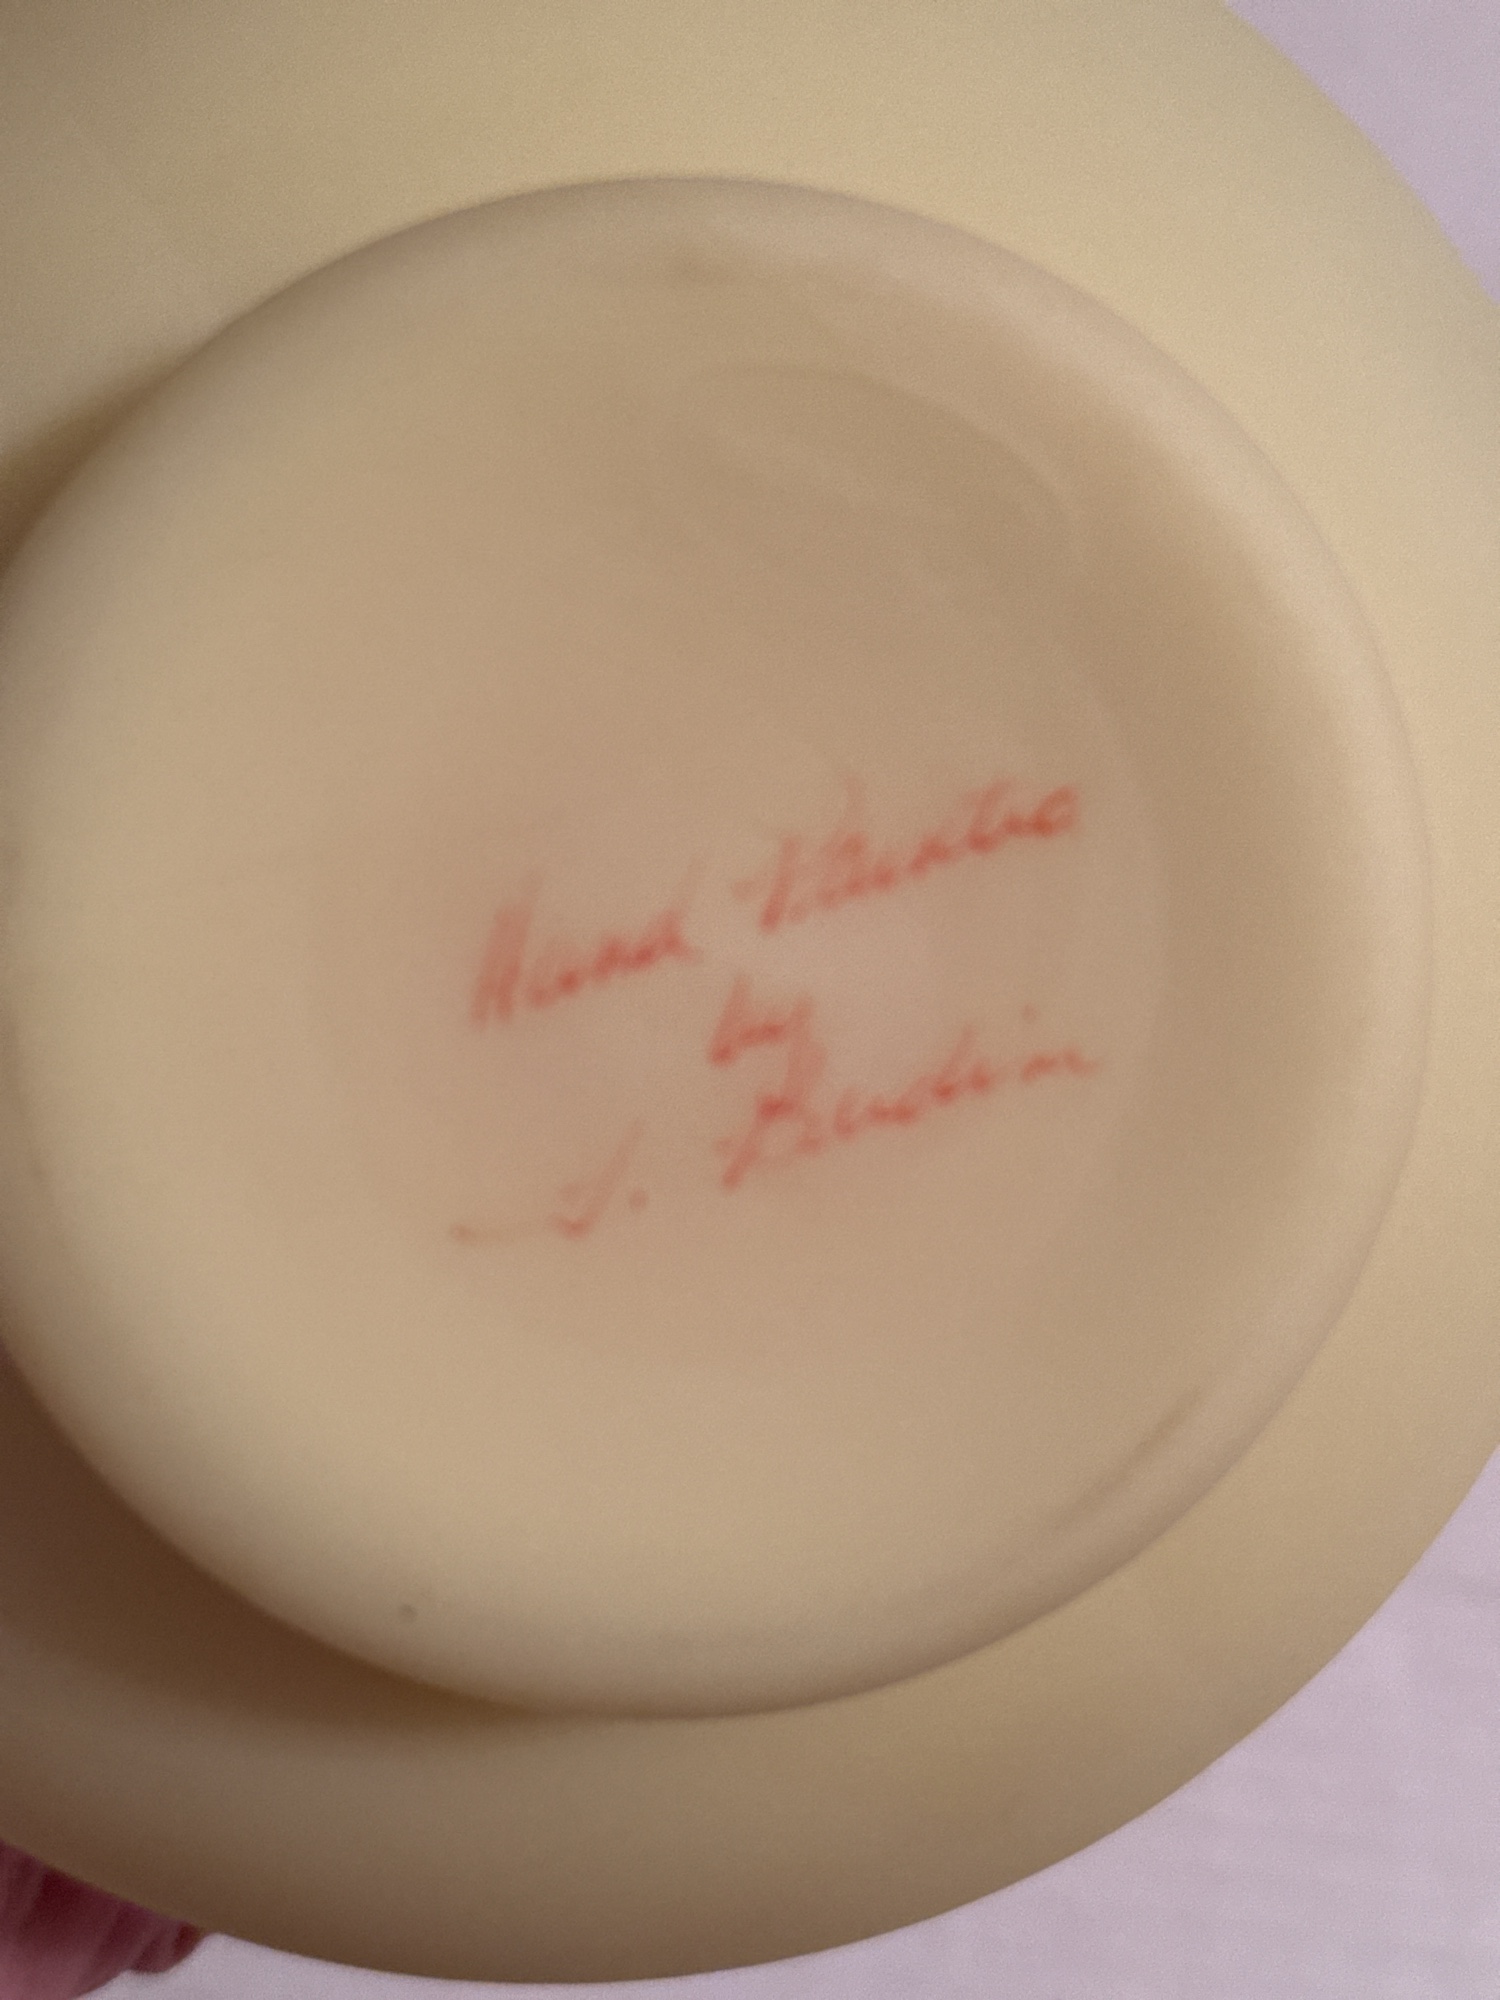 Hand Painted
by
S.